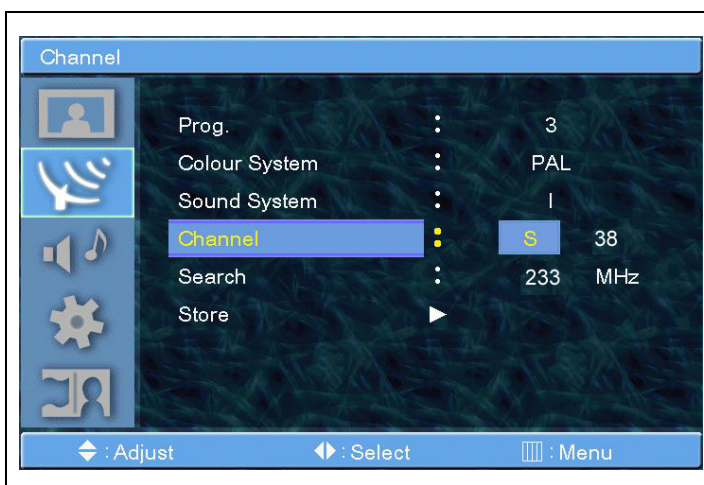 Channel
Prog. : 3
Colour System : PAL
Sound System : I
Channel : S 38
Search : 233 MHz
Store
: Adjust : Select : Menu